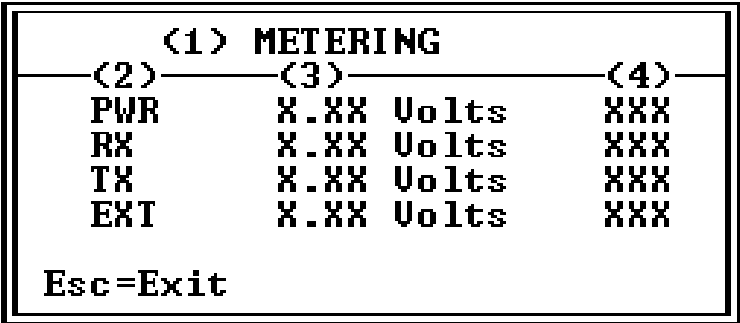 (1) METERING
(2) (3) (4)
PWR X.XX Volts XXX
RX X.XX Volts XXX
TX X.XX Volts XXX
EXT X.XX Volts XXX
Esc=Exit